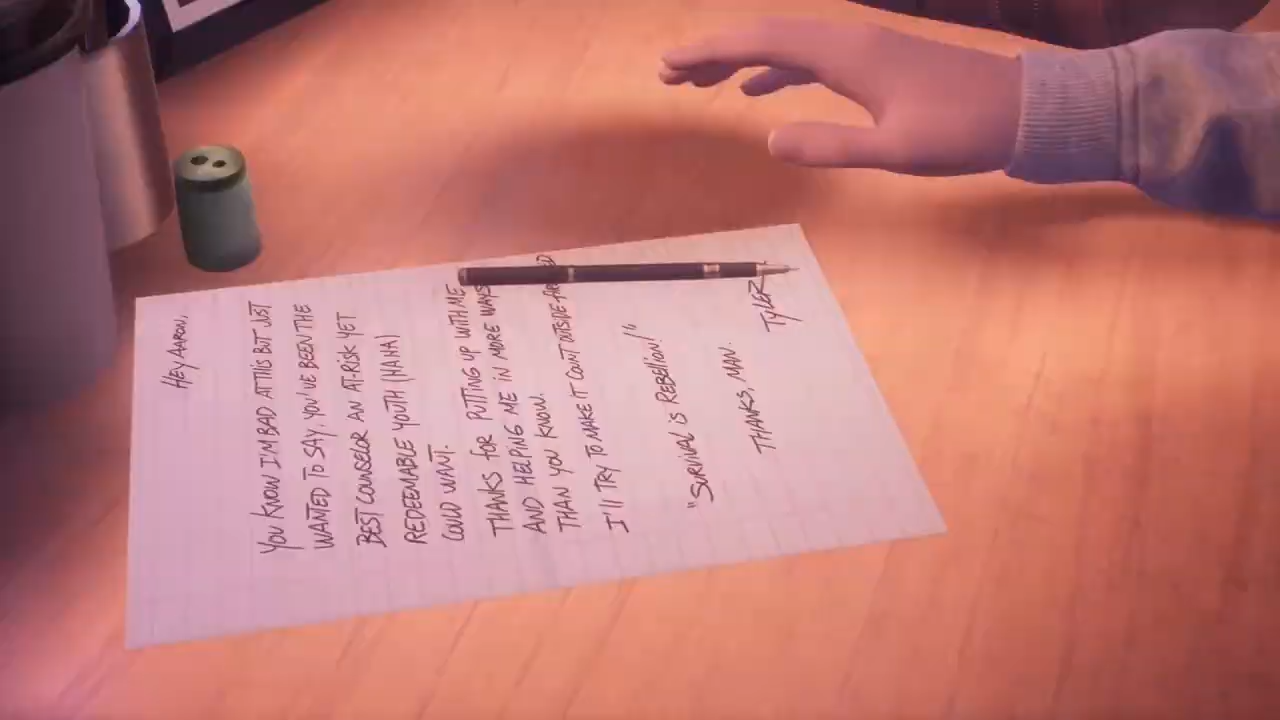 HEY AARON,
YOU KNOW I'M BAD AT THIS BUT JUST
WANTED TO SAY, YOU'VE BEEN THE
BEST COUNSELOR AN AT-RISK YET
REDEEMABLE YOUTH (HAHA)
COULD WANT.
THANKS FOR PUTTING UP WITH ME
AND HELPING ME IN MORE WAYS
THAN YOU KNOW.
I'll TRY TO MAKE IT COUNT OUTSIDE
"SURVIVAL IS REBELLION!"
THANKS, MAN.
TYLER